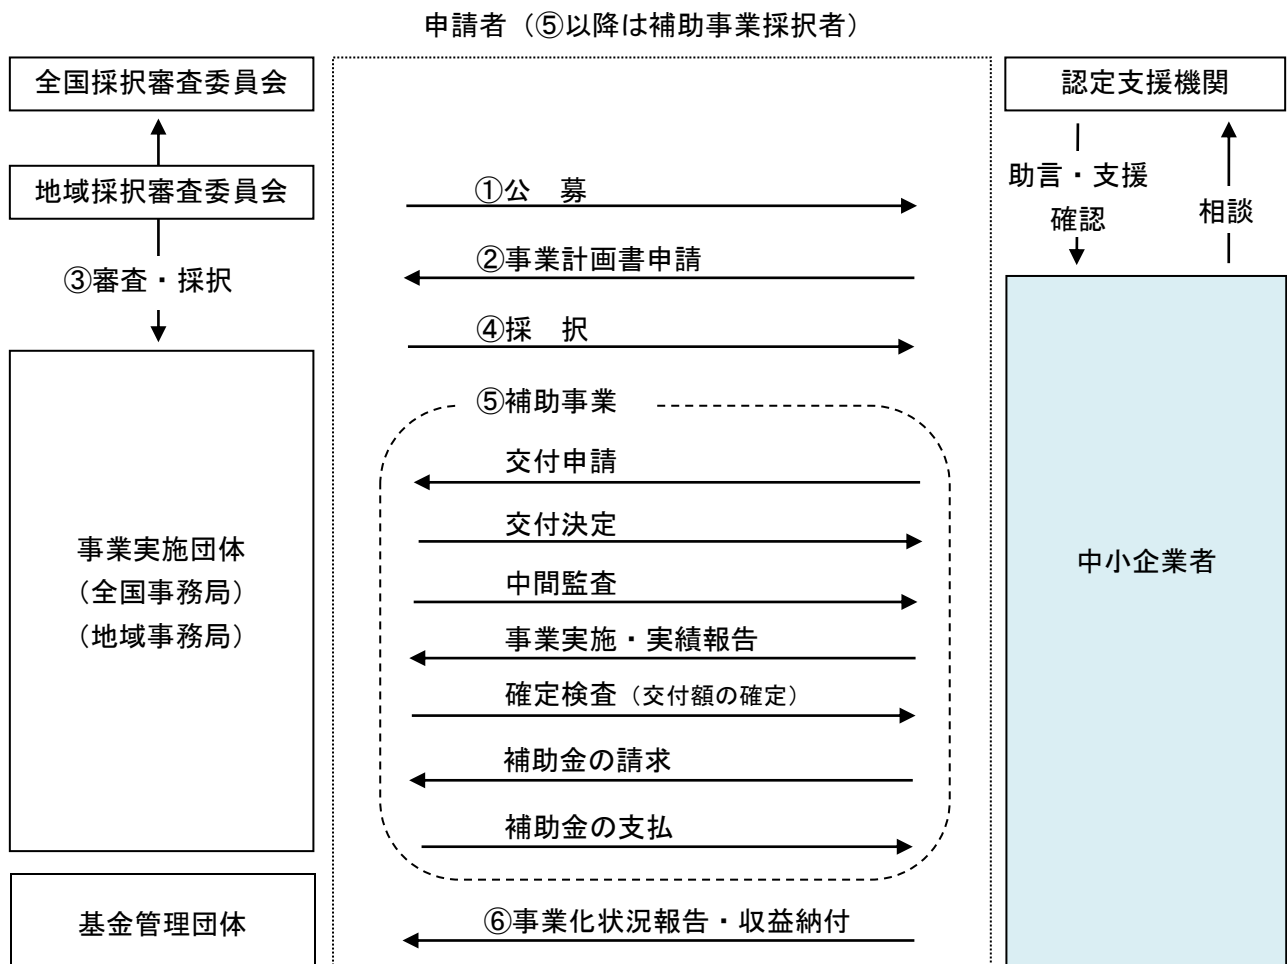 申請者（⑤以降は補助事業採択者）
全国採択審査委員会
地域採択審査委員会
③審査・採択
事業実施団体
（全国事務局）
（地域事務局）
基金管理団体
①公　募
②事業計画書申請
④採　択
⑤補助事業
交付申請
交付決定
中間監査
事業実施・実績報告
確定検査（交付額の確定）
補助金の請求
補助金の支払
⑥事業化状況報告・収益納付
認定支援機関
助言・支援
確認
相談
中小企業者